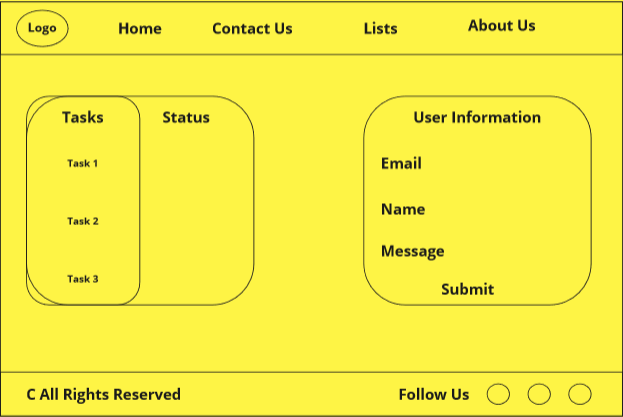 Logo
Home
Contact Us
Lists
About Us
Tasks
Status
Task 1
Task 2
Task 3
User Information
Email
Name
Message
Submit
C All Rights Reserved
Follow Us